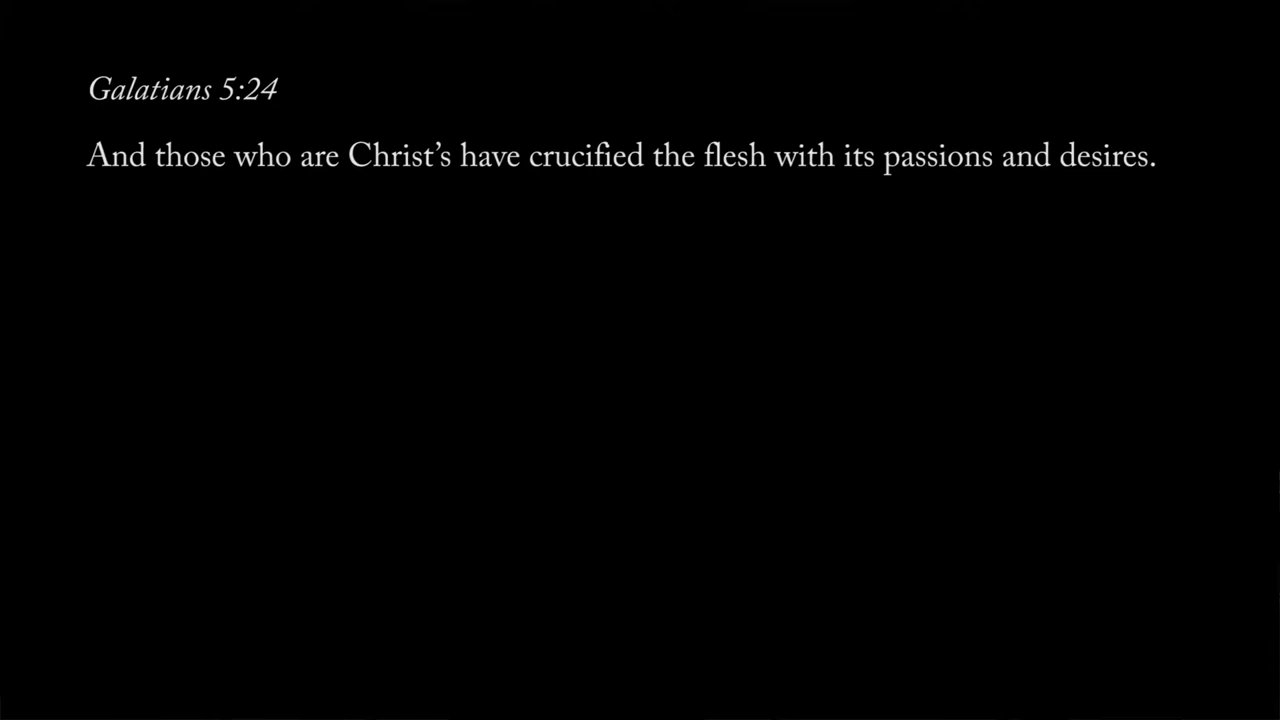 Galatians 5:24
And those who are Christ’s have crucified the flesh with its passions and desires.